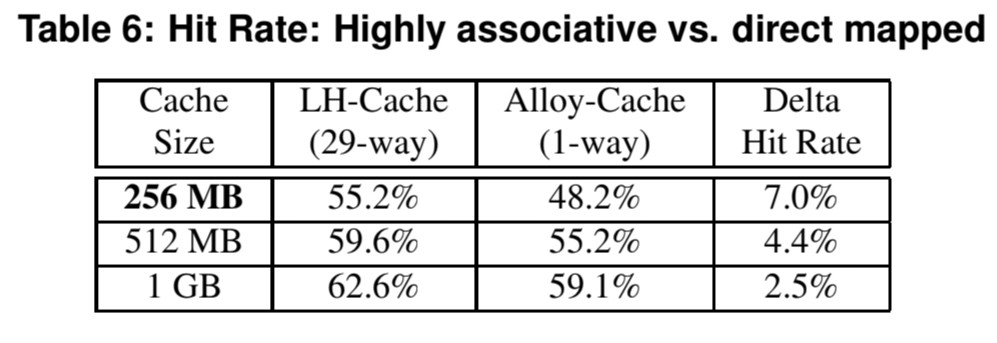 Table 6: Hit Rate: Highly associative vs. direct mapped
Cache Size LH-Cache (29-way) Alloy-Cache (1-way) Delta Hit Rate
256 MB 55.2% 48.2% 7.0%
512 MB 59.6% 55.2% 4.4%
1 GB 62.6% 59.1% 2.5%